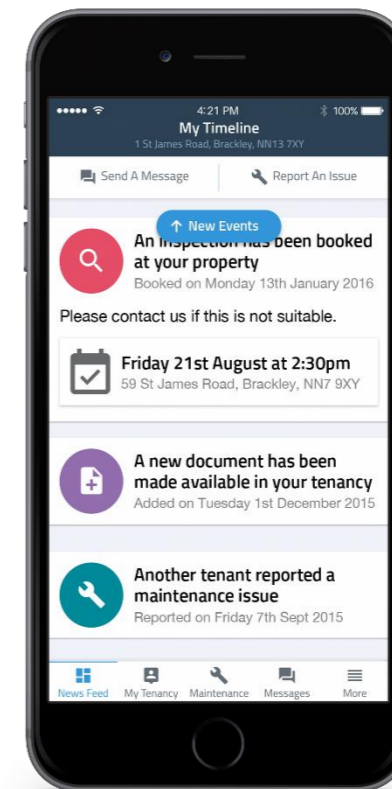 4:21 PM
100%
My Timeline
1 St James Road, Brackley, NN13 7XY
Send A Message
Report An Issue
New Events
An Inspection has been booked
at your property
Booked on Monday 13th January 2016
Please contact us if this is not suitable.
Friday 21st August at 2:30pm
59 St James Road, Brackley, NN7 9XY
A new document has been
made available in your tenancy
Added on Tuesday 1st December 2015
Another tenant reported a
maintenance issue
Reported on Friday 7th Sept 2015
News Feed
My Tenancy
Maintenance
Messages
More